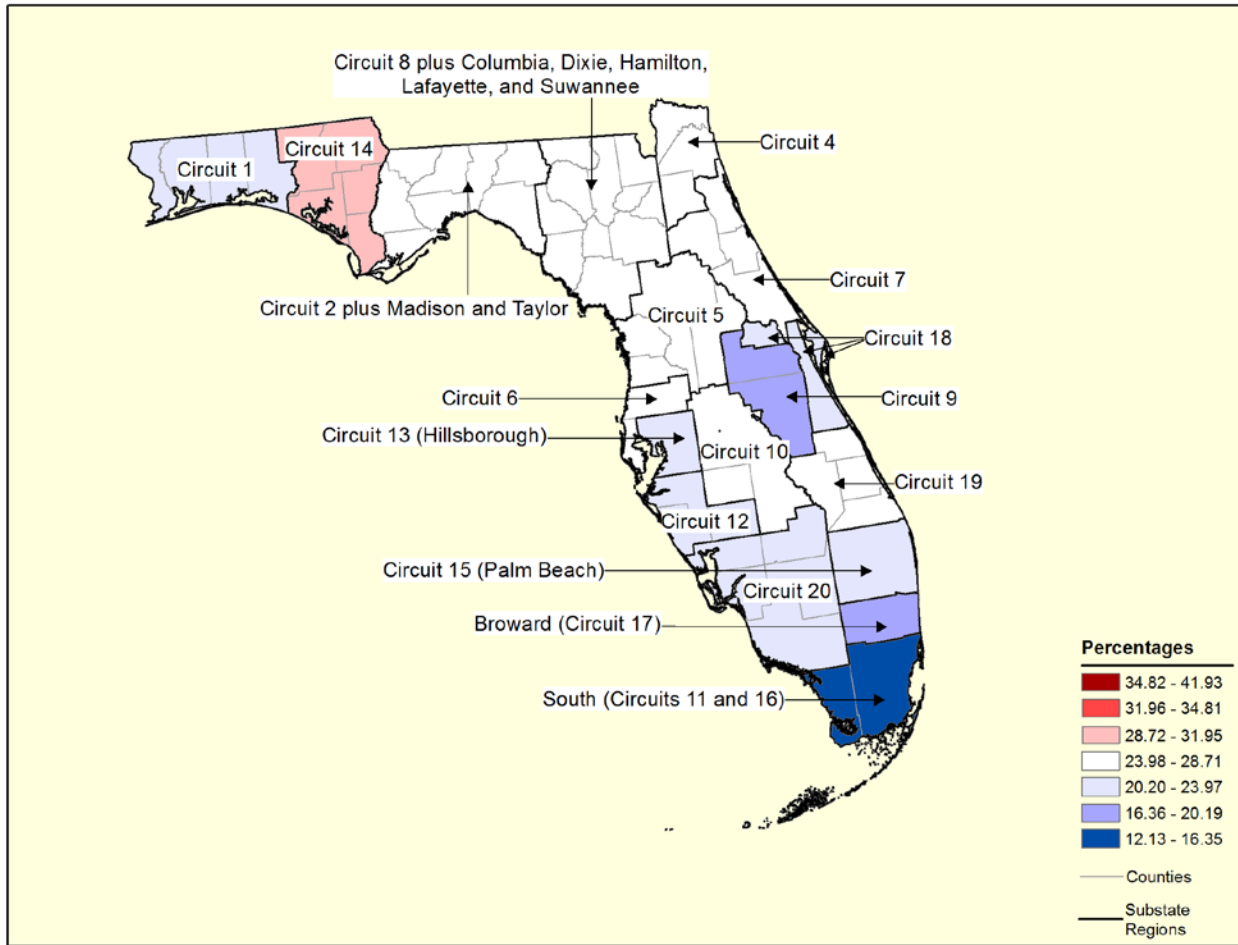 Circuit 8 plus Columbia, Dixie, Hamilton,
Lafayette, and Suwannee
Circuit 4
Circuit 14
Circuit 1
Circuit 7
Circuit 2 plus Madison and Taylor
Circuit 5
Circuit 18
Circuit 6
Circuit 9
Circuit 13 (Hillsborough)
Circuit 10
Circuit 19
Circuit 12
Circuit 15 (Palm Beach)
Circuit 20
Broward (Circuit 17)
South (Circuits 11 and 16)
Percentages
34.82 - 41.93
31.96 - 34.81
28.72 - 31.95
23.98 - 28.71
20.20 - 23.97
16.36 - 20.19
12.13 - 16.35
Counties
Substate
Regions